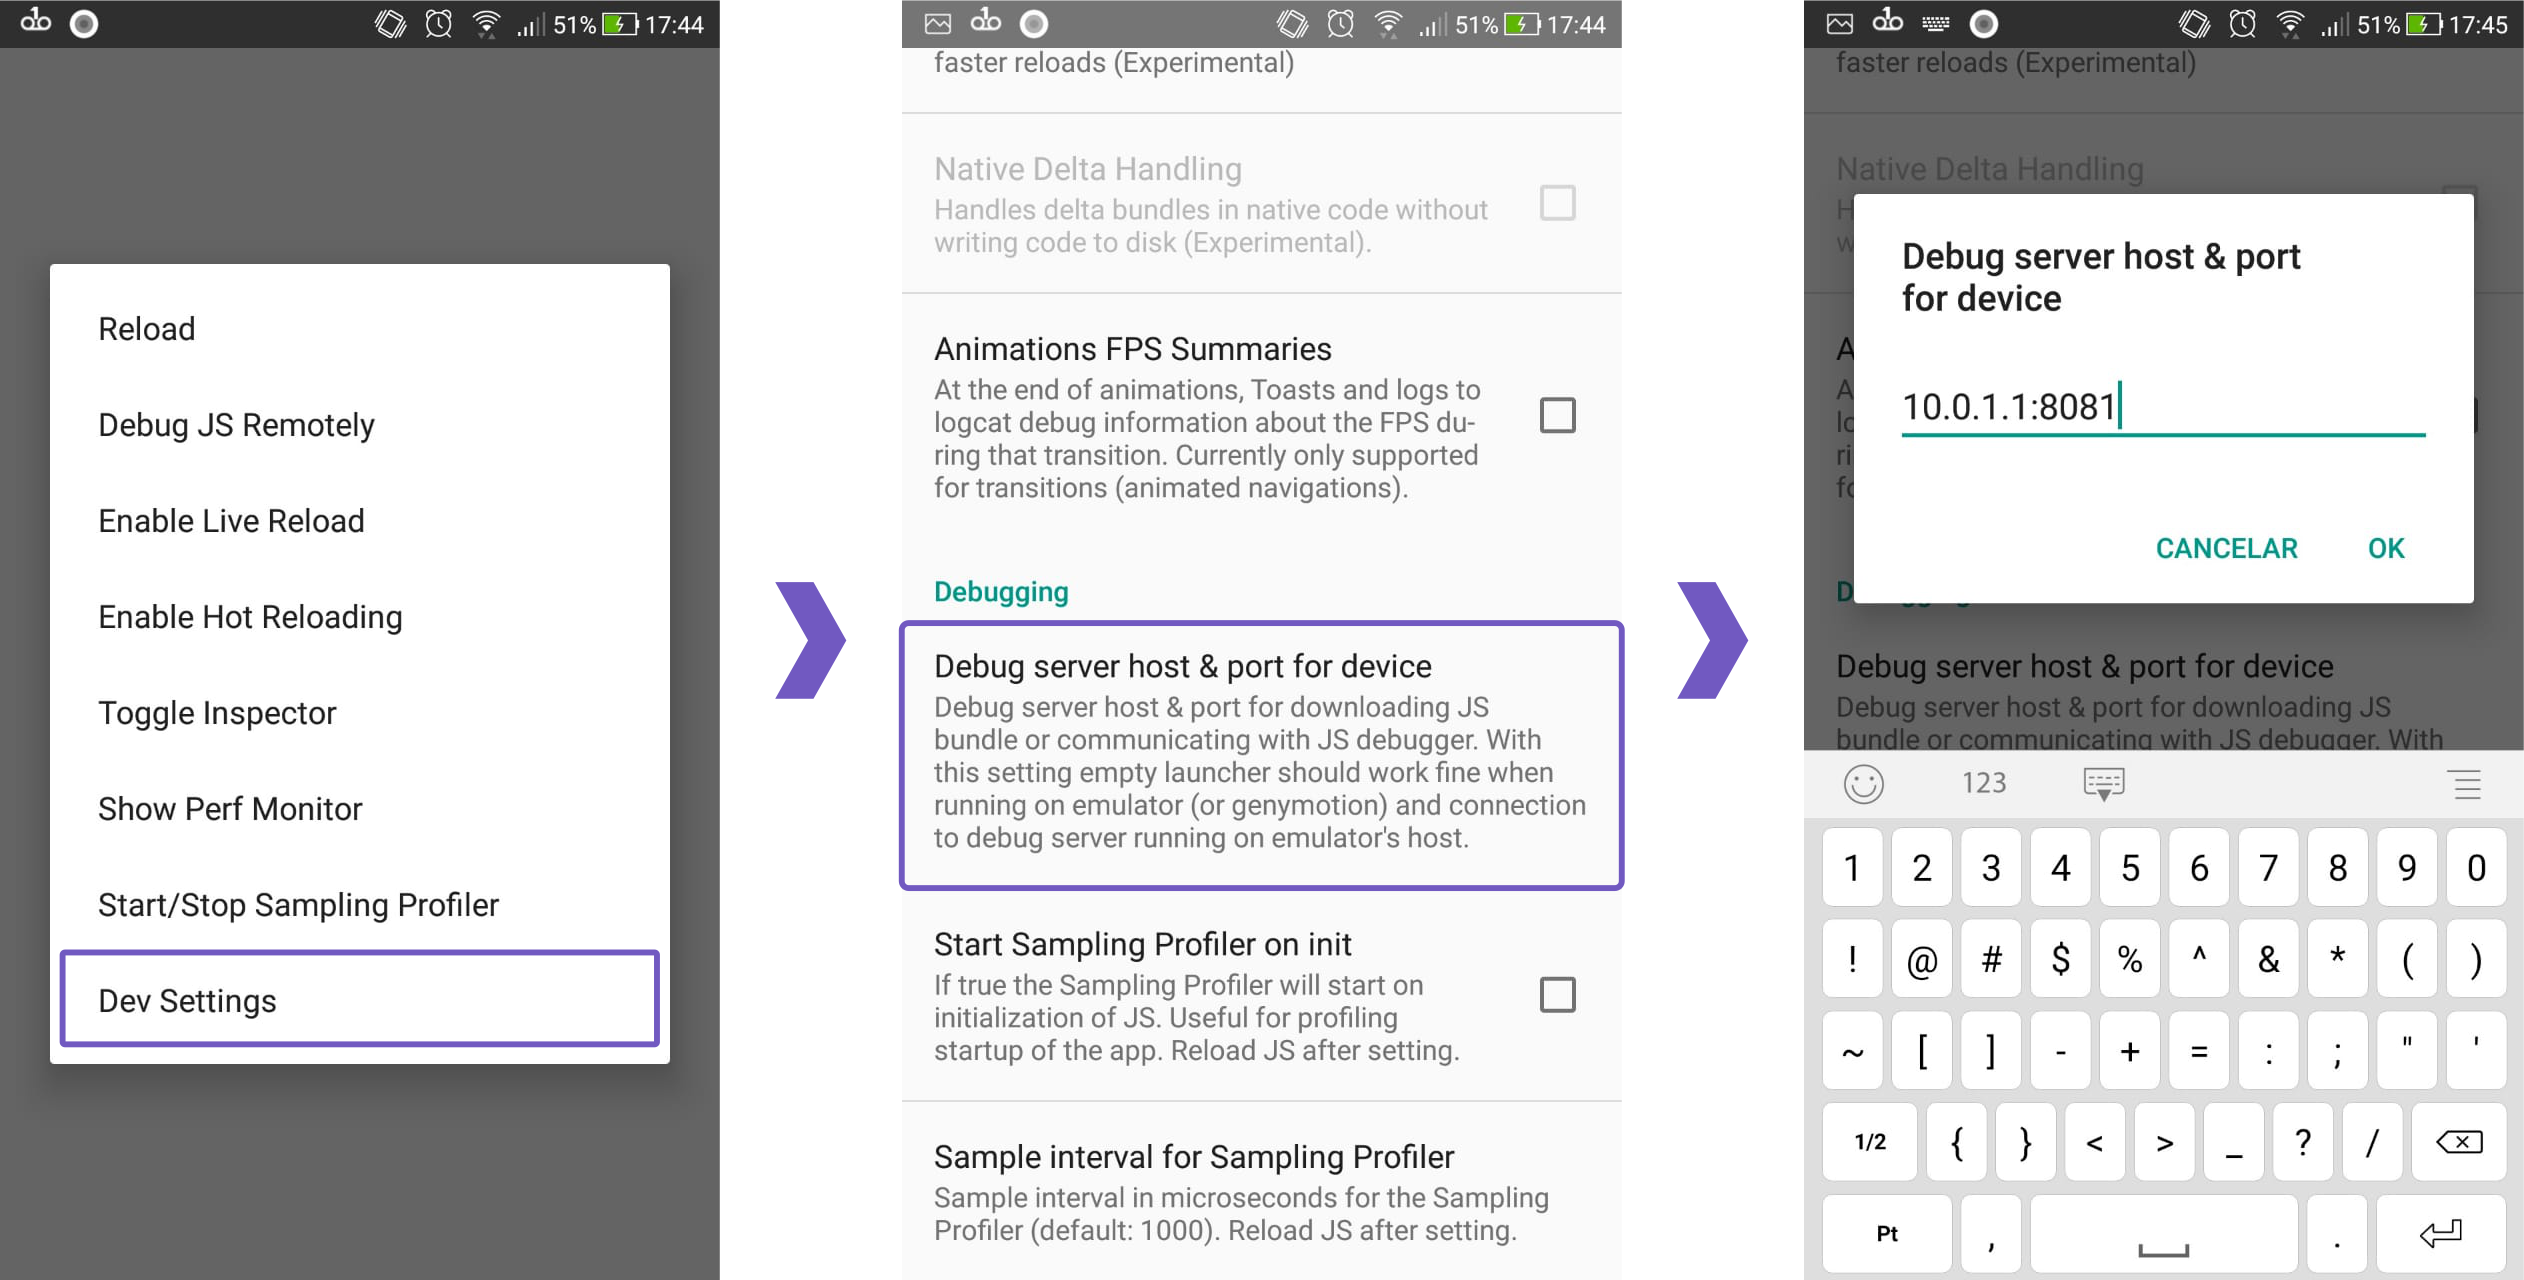 51% 17:44
Reload
Debug JS Remotely
Enable Live Reload
Enable Hot Reloading
Toggle Inspector
Show Perf Monitor
Start/Stop Sampling Profiler
Dev Settings
51% 17:44
faster reloads (Experimental)
Native Delta Handling
Handles delta bundles in native code without
writing code to disk (Experimental).
Animations FPS Summaries
At the end of animations, Toasts and logs to
logcat debug information about the FPS du-
ring that transition. Currently only supported
for transitions (animated navigations).
Debugging
Debug server host & port for device
Debug server host & port for downloading JS
bundle or communicating with JS debugger. With
this setting empty launcher should work fine when
running on emulator (or genymotion) and connection
to debug server running on emulator's host.
Start Sampling Profiler on init
If true the Sampling Profiler will start on
initialization of JS. Useful for profiling
startup of the app. Reload JS after setting.
Sample interval for Sampling Profiler
Sample interval in microseconds for the Sampling
Profiler (default: 1000). Reload JS after setting.
51% 17:45
faster reloads (Experimental)
Native Delta Handling
Debug server host & port
for device
10.0.1.1:8081
CANCELAR OK
Debug server host & port for device
Debug server host & port for downloading JS
bundle or communicating with JS debugger. With
123
1 2 3 4 5 6 7 8 9 0
! @ # $ % ^ & * ( )
~ [ ] - + = : ; " '
1/2 { } < > _ ? /
Pt , .